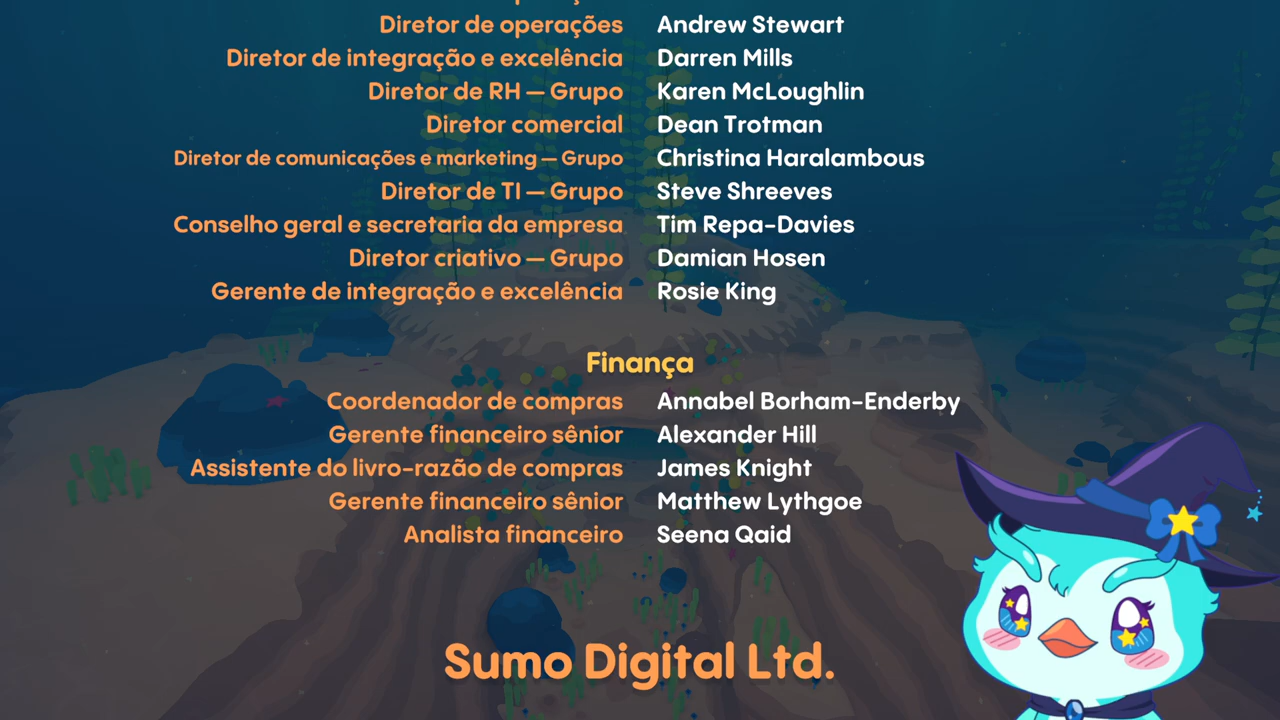 Diretor de operações Andrew Stewart
Diretor de integração e excelência Darren Mills
Diretor de RH — Grupo Karen McLoughlin
Diretor comercial Dean Trotman
Diretor de comunicações e marketing — Grupo Christina Haralambous
Diretor de TI — Grupo Steve Shreeves
Conselho geral e secretaria da empresa Tim Repa-Davies
Diretor criativo — Grupo Damian Hosen
Gerente de integração e excelência Rosie King
Finança
Coordenador de compras Annabel Borham-Enderby
Gerente financeiro sênior Alexander Hill
Assistente do livro-razão de compras James Knight
Gerente financeiro sênior Matthew Lythgoe
Analista financeiro Seena Qaid
Sumo Digital Ltd.